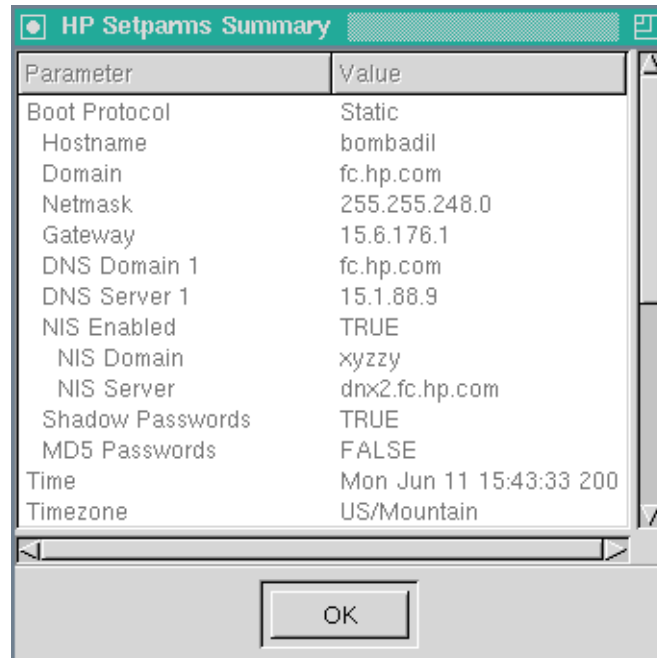 HP Setparms Summary
Parameter Value
Boot Protocol Static
Hostname bombadil
Domain fc.hp.com
Netmask 255.255.248.0
Gateway 15.6.176.1
DNS Domain 1 fc.hp.com
DNS Server 1 15.1.88.9
NIS Enabled TRUE
NIS Domain xyzzy
NIS Server dnx2.fc.hp.com
Shadow Passwords TRUE
MD5 Passwords FALSE
Time Mon Jun 11 15:43:33 200
Timezone US/Mountain
OK